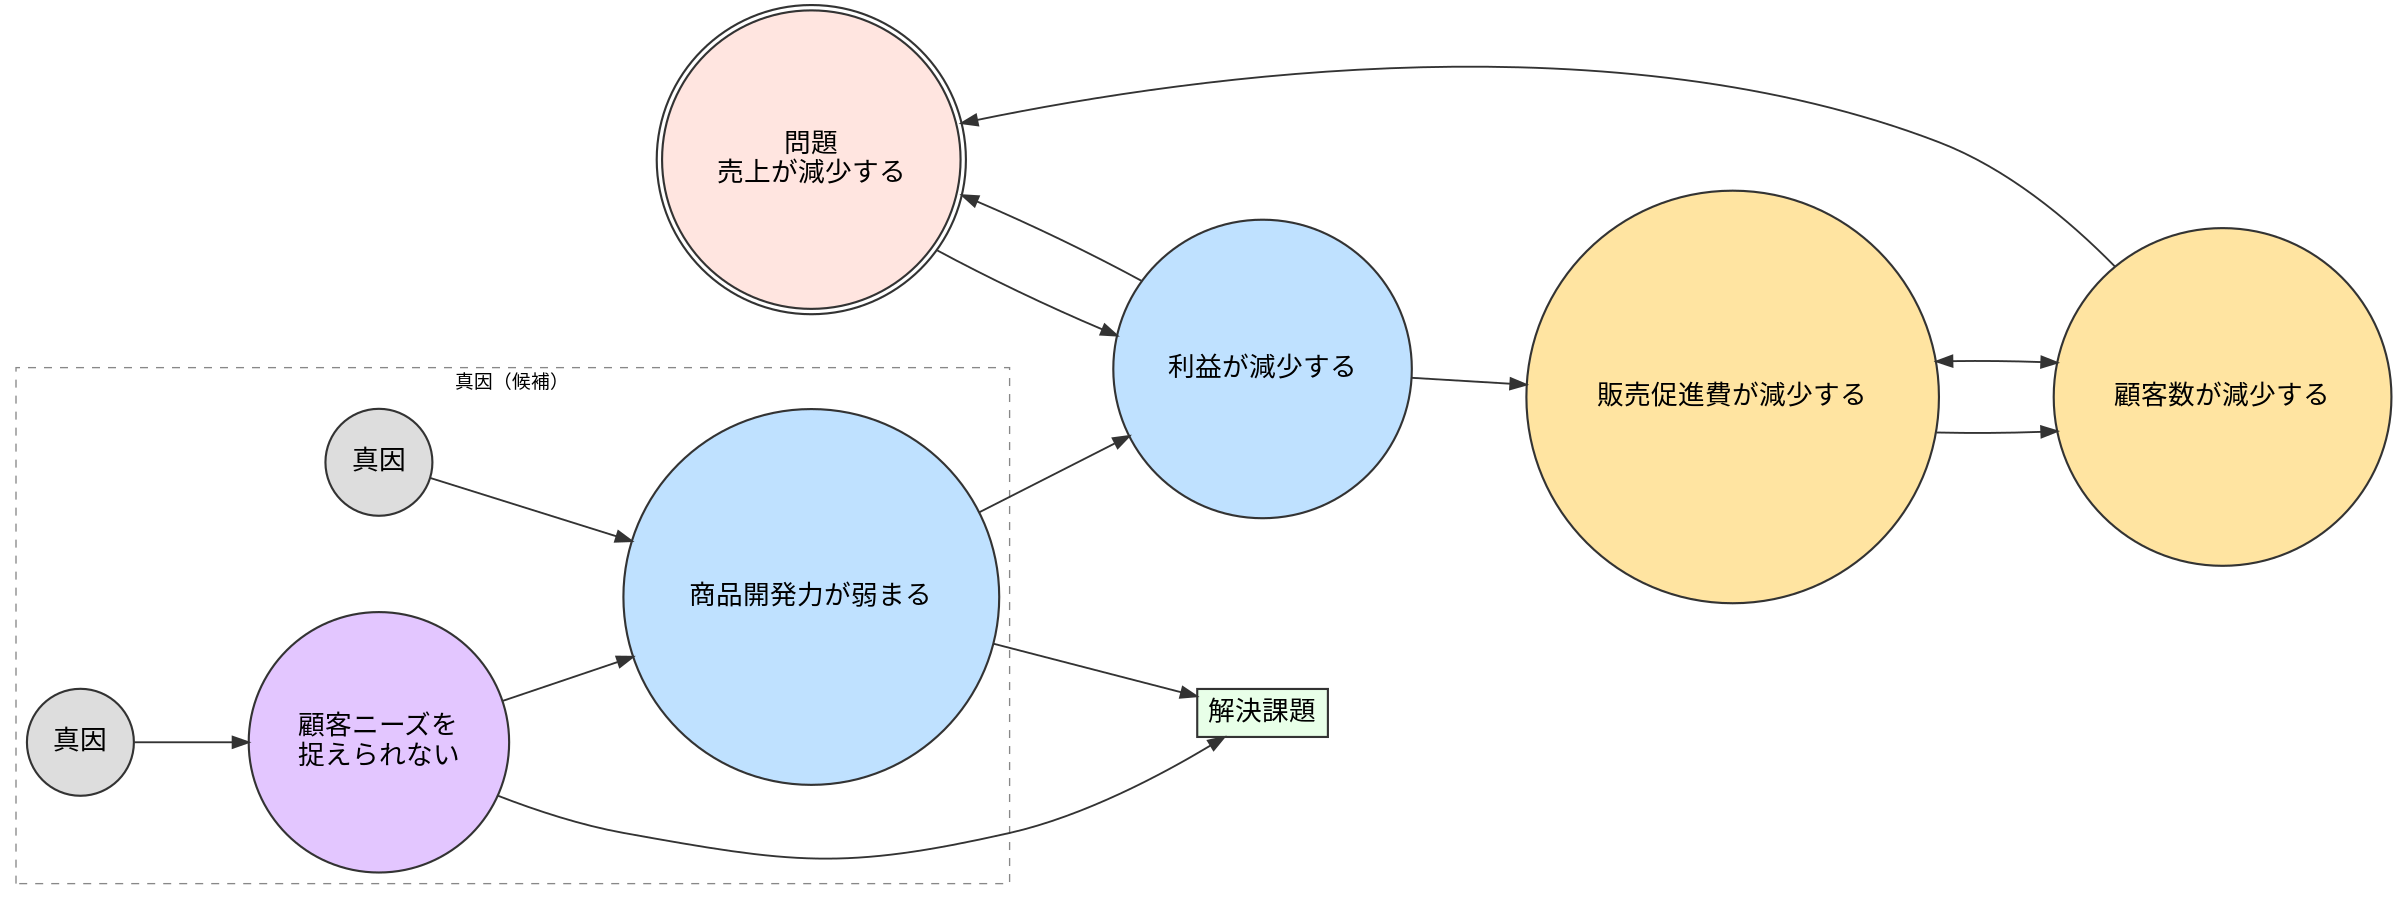 問題
売上が減少する
利益が減少する
販売促進費が減少する
顧客数が減少する
真因（候補）
真因
商品開発力が弱まる
真因
顧客ニーズを
捉えられない
解決課題